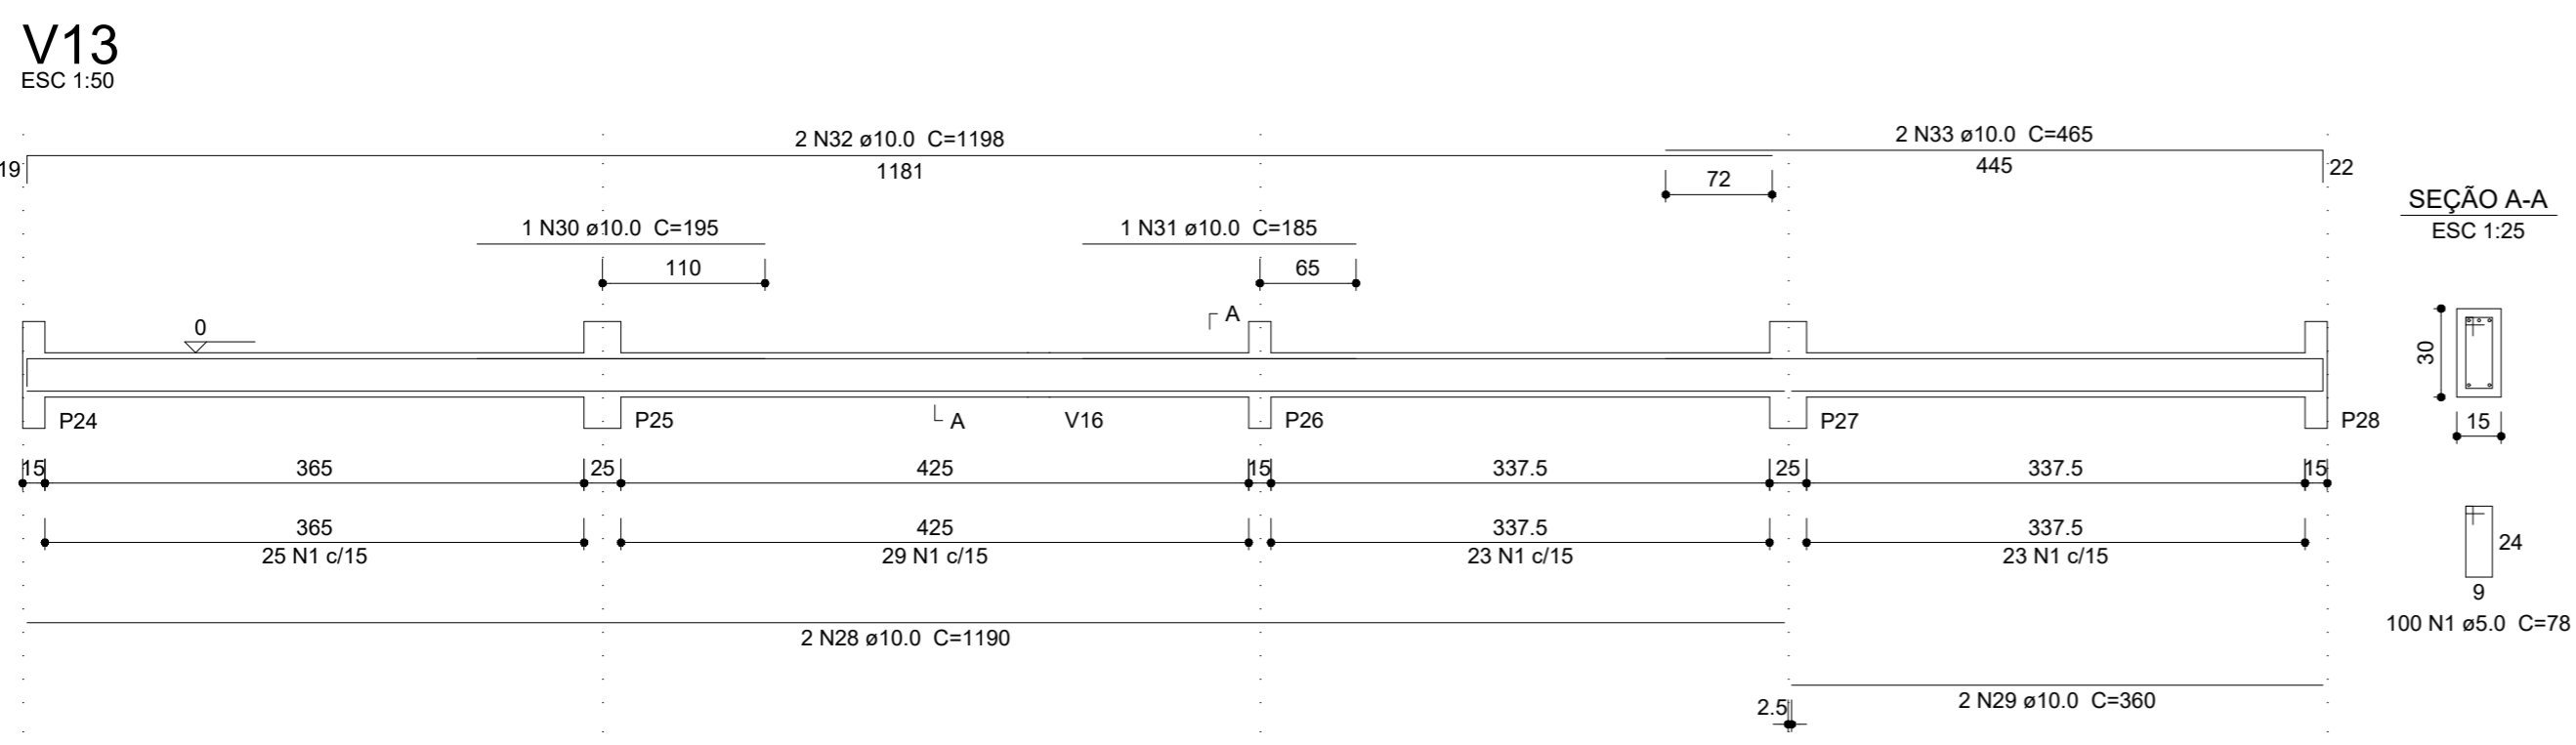 V13
ESC 1:50
2 N32 ø10.0 C=1198
2 N33 ø10.0 C=465
19
1181
445
22
72
SEÇÃO A-A
ESC 1:25
1 N30 ø10.0 C=195
1 N31 ø10.0 C=185
110
65
0
A
30
P24
P25
A
V16
P26
P27
P28
15
15
365
25
425
15
337.5
25
337.5
15
365
425
337.5
337.5
25 N1 c/15
29 N1 c/15
23 N1 c/15
23 N1 c/15
24
9
100 N1 ø5.0 C=78
2 N28 ø10.0 C=1190
2 N29 ø10.0 C=360
2.5